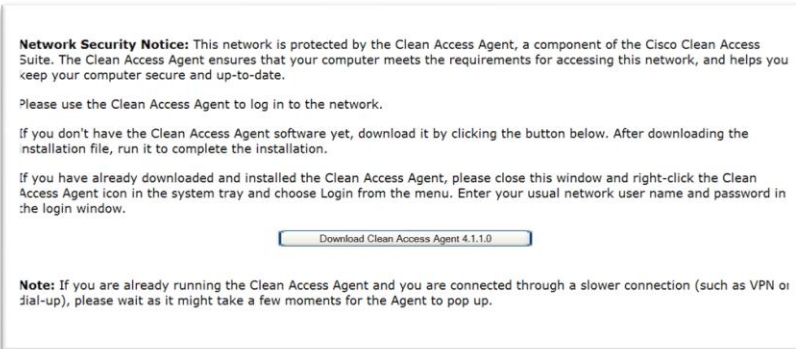 Network Security Notice: This network is protected by the Clean Access Agent, a component of the Cisco Clean Access
Suite. The Clean Access Agent ensures that your computer meets the requirements for accessing this network, and helps you
keep your computer secure and up-to-date.
Please use the Clean Access Agent to log in to the network.
If you don't have the Clean Access Agent software yet, download it by clicking the button below. After downloading the
installation file, run it to complete the installation.
If you have already downloaded and installed the Clean Access Agent, please close this window and right-click the Clean
Access Agent icon in the system tray and choose Login from the menu. Enter your usual network user name and password in
the login window.
Download Clean Access Agent 4.1.1.0
Note: If you are already running the Clean Access Agent and you are connected through a slower connection (such as VPN or
dial-up), please wait as it might take a few moments for the Agent to pop up.